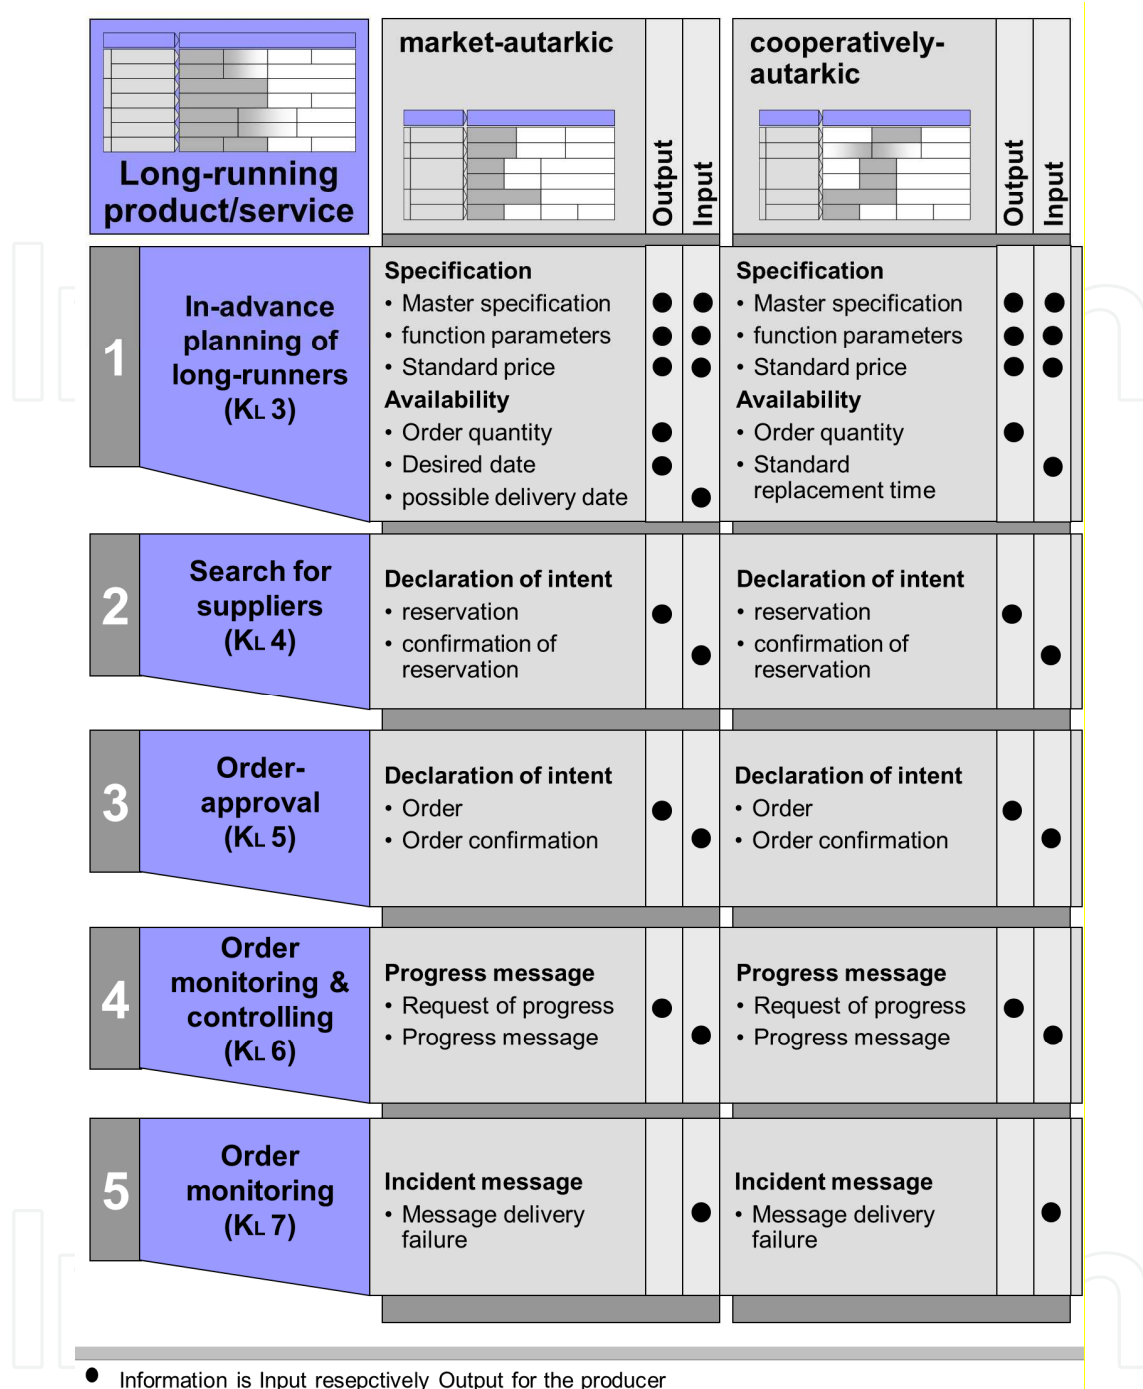 Long-running
product/service
market-autarkic
Output
Input
cooperatively-
autarkic
Output
Input
1
In-advance
planning of
long-runners
(KL 3)
Specification
• Master specification
• function parameters
• Standard price
Availability
• Order quantity
• Desired date
• possible delivery date
Specification
• Master specification
• function parameters
• Standard price
Availability
• Order quantity
• Standard
replacement time
2
Search for
suppliers
(KL 4)
Declaration of intent
• reservation
• confirmation of
reservation
Declaration of intent
• reservation
• confirmation of
reservation
3
Order-
approval
(KL 5)
Declaration of intent
• Order
• Order confirmation
Declaration of intent
• Order
• Order confirmation
4
Order
monitoring &
controlling
(KL 6)
Progress message
• Request of progress
• Progress message
Progress message
• Request of progress
• Progress message
5
Order
monitoring
(KL 7)
Incident message
• Message delivery
failure
Incident message
• Message delivery
failure
● Information is Input resepctively Output for the producer